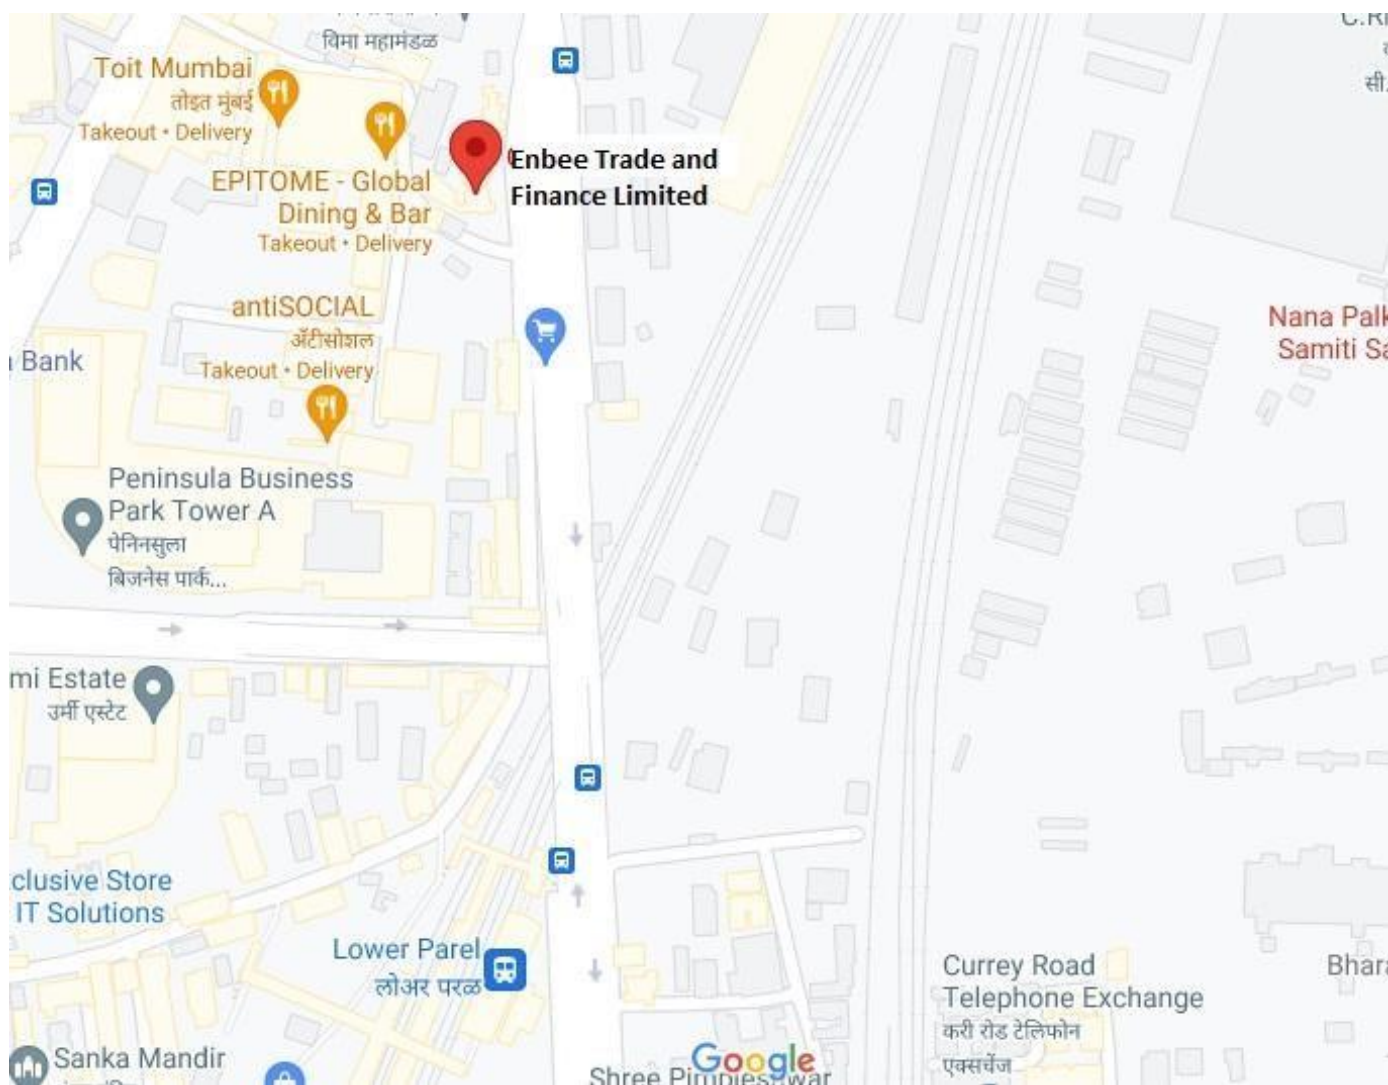 विमा महामंडळ
Toit Mumbai
तोइत मुंबई
Takeout • Delivery
Enbee Trade and
Finance Limited
EPITOME - Global
Dining & Bar
Takeout • Delivery
antiSOCIAL
ॲंटीसोशल
Takeout • Delivery
Bank
Nana Palk
Samiti Sa
Peninsula Business
Park Tower A
पेनिनसुला
बिजनेस पार्क...
mi Estate
उर्मी एस्टेट
clusive Store
IT Solutions
Lower Parel
लोअर परळ
Currey Road
Telephone Exchange
करी रोड टेलिफोन
एक्सचेंज
Bhara
Sanka Mandir
Google
Shree Pimpleshwar